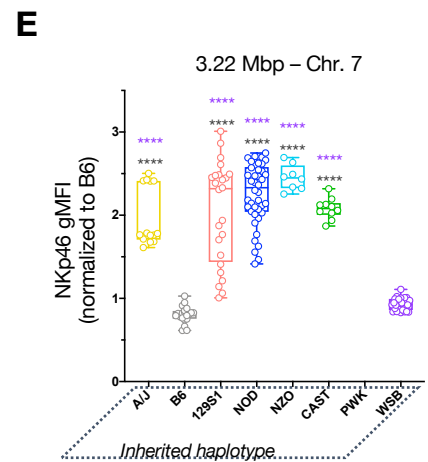 E
3.22 Mbp – Chr. 7
NKp46 gMFI
(normalized to B6)
3
2
1
0
****
****
****
****
****
****
****
****
****
****
A/J
B6
129S1
NOD
NZO
CAST
PWK
WSB
Inherited haplotype